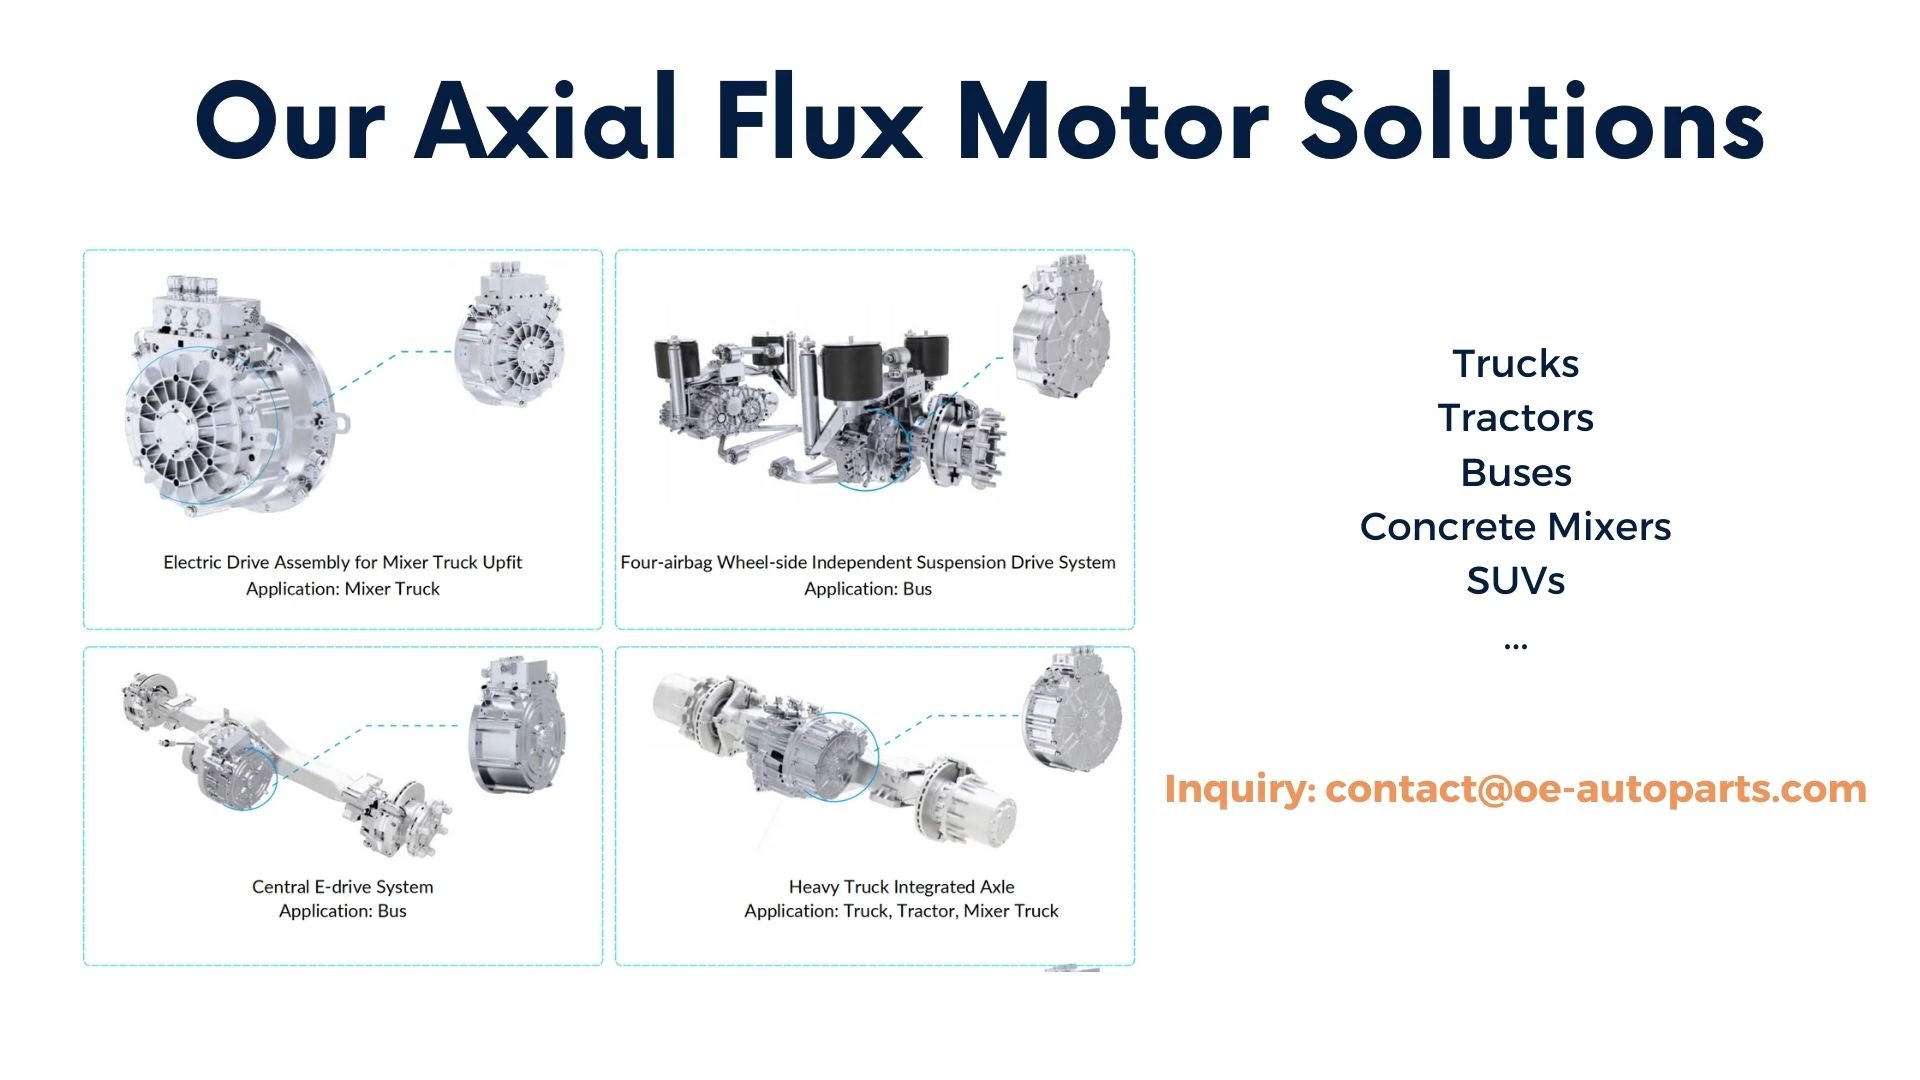 Our Axial Flux Motor Solutions
Electric Drive Assembly for Mixer Truck Upfit
Application: Mixer Truck
Four-airbag Wheel-side Independent Suspension Drive System
Application: Bus
Central E-drive System
Application: Bus
Heavy Truck Integrated Axle
Application: Truck, Tractor, Mixer Truck
Trucks
Tractors
Buses
Concrete Mixers
SUVs
...
Inquiry: contact@oe-autoparts.com